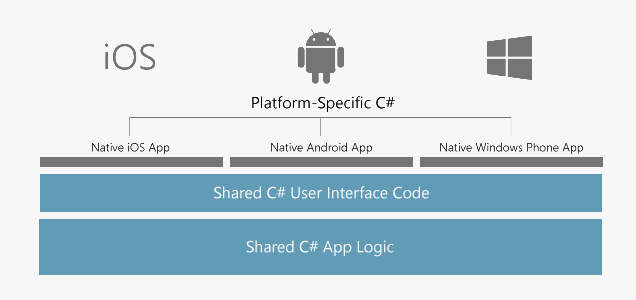 iOS
Platform-Specific C#
Native iOS App
Native Android App
Native Windows Phone App
Shared C# User Interface Code
Shared C# App Logic